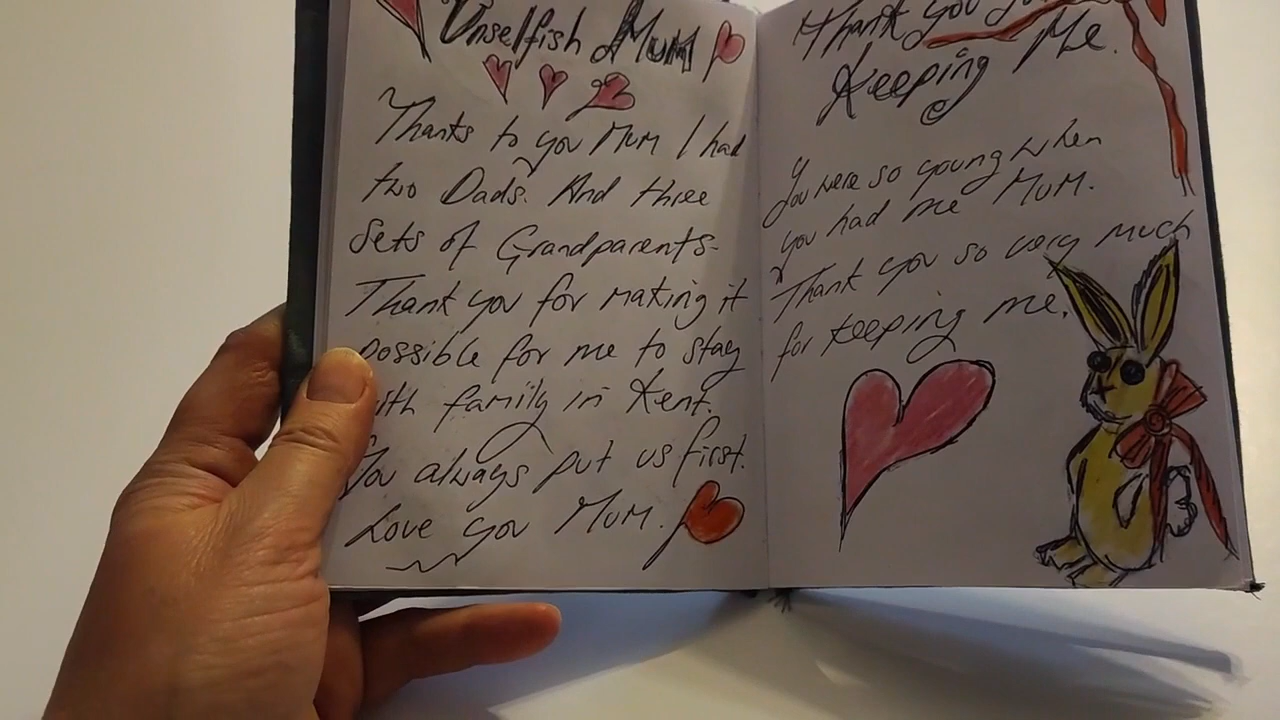 Unselfish Mum
Thanks to you Mum I had
two Dads. And three
Sets of Grandparents.
Thank you for making it
possible for me to stay
with family in Kent.
You always put us first.
Love you Mum.
Thank you for
Keeping Me.
You were so young when
you had me Mum.
Thank you so very much
for keeping me.